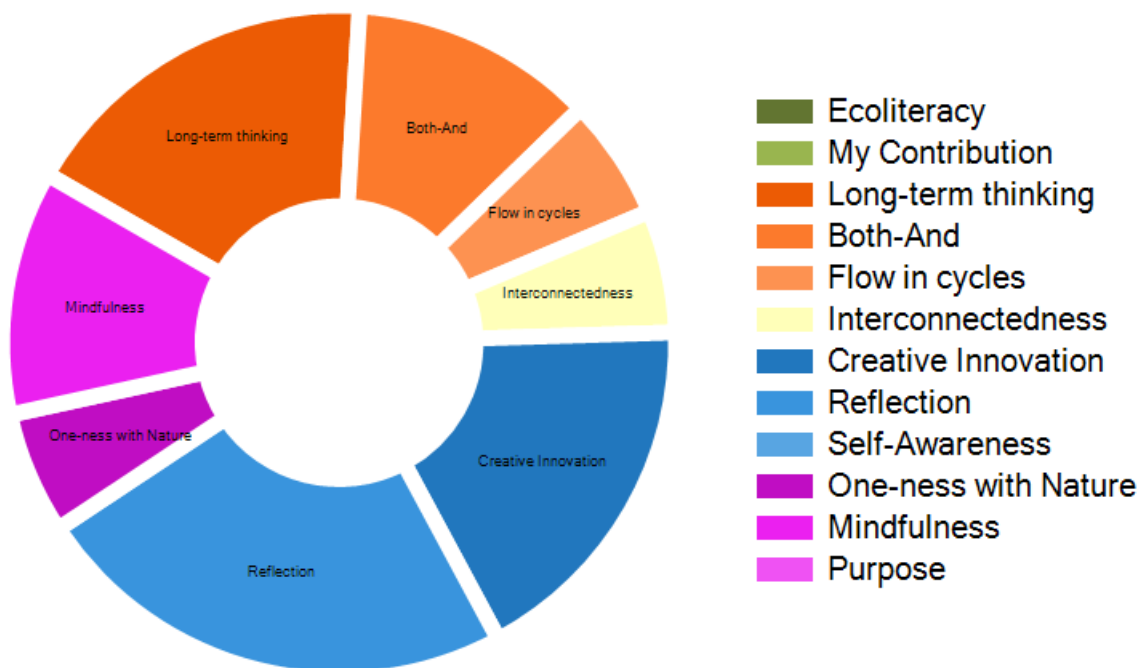 Long-term thinking
Both-And
Flow in cycles
Interconnectedness
Mindfulness
One-ness with Nature
Creative Innovation
Reflection
Ecoliteracy
My Contribution
Long-term thinking
Both-And
Flow in cycles
Interconnectedness
Creative Innovation
Reflection
Self-Awareness
One-ness with Nature
Mindfulness
Purpose